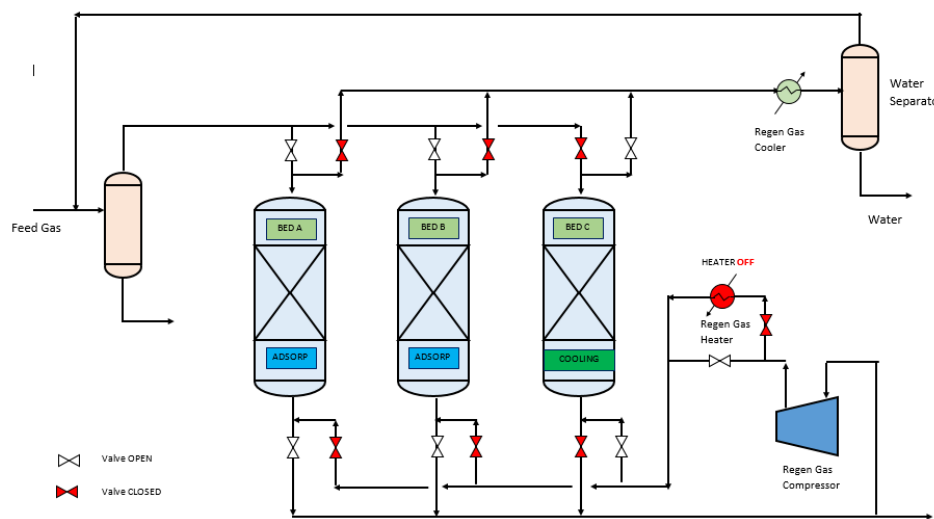 Water
Separato
Regen Gas
Cooler
Water
Feed Gas
BED A
BED B
BED C
HEATER OFF
Regen Gas
Heater
ADSORP
ADSORP
COOLING
Valve OPEN
Valve CLOSED
Regen Gas
Compressor